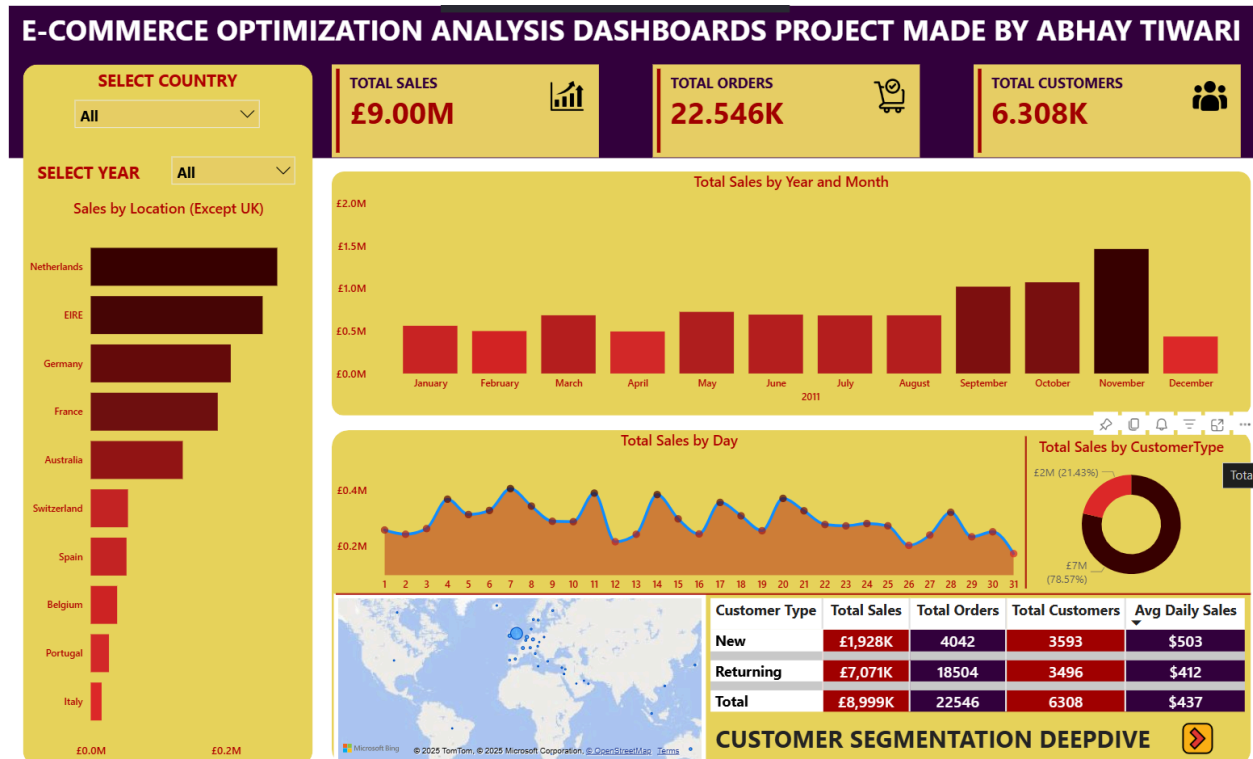 E-COMMERCE OPTIMIZATION ANALYSIS DASHBOARDS PROJECT MADE BY ABHAY TIWARI
SELECT COUNTRY
All
SELECT YEAR
All
TOTAL SALES
£9.00M
TOTAL ORDERS
22.546K
TOTAL CUSTOMERS
6.308K
Sales by Location (Except UK)
Netherlands
EIRE
Germany
France
Australia
Switzerland
Spain
Belgium
Portugal
Italy
£0.0M £0.2M
Total Sales by Year and Month
£2.0M
£1.5M
£1.0M
£0.5M
£0.0M
January February March April May June July August September October November December
2011
Total Sales by Day
£0.4M
£0.2M
1 2 3 4 5 6 7 8 9 10 11 12 13 14 15 16 17 18 19 20 21 22 23 24 25 26 27 28 29 30 31
Total Sales by CustomerType
£2M (21.43%)
£7M
(78.57%)
Tota
Microsoft Bing
© 2025 TomTom, © 2025 Microsoft Corporation, © OpenStreetMap Terms
Customer Type Total Sales Total Orders Total Customers Avg Daily Sales
New £1,928K 4042 3593 $503
Returning £7,071K 18504 3496 $412
Total £8,999K 22546 6308 $437
CUSTOMER SEGMENTATION DEEPDIVE